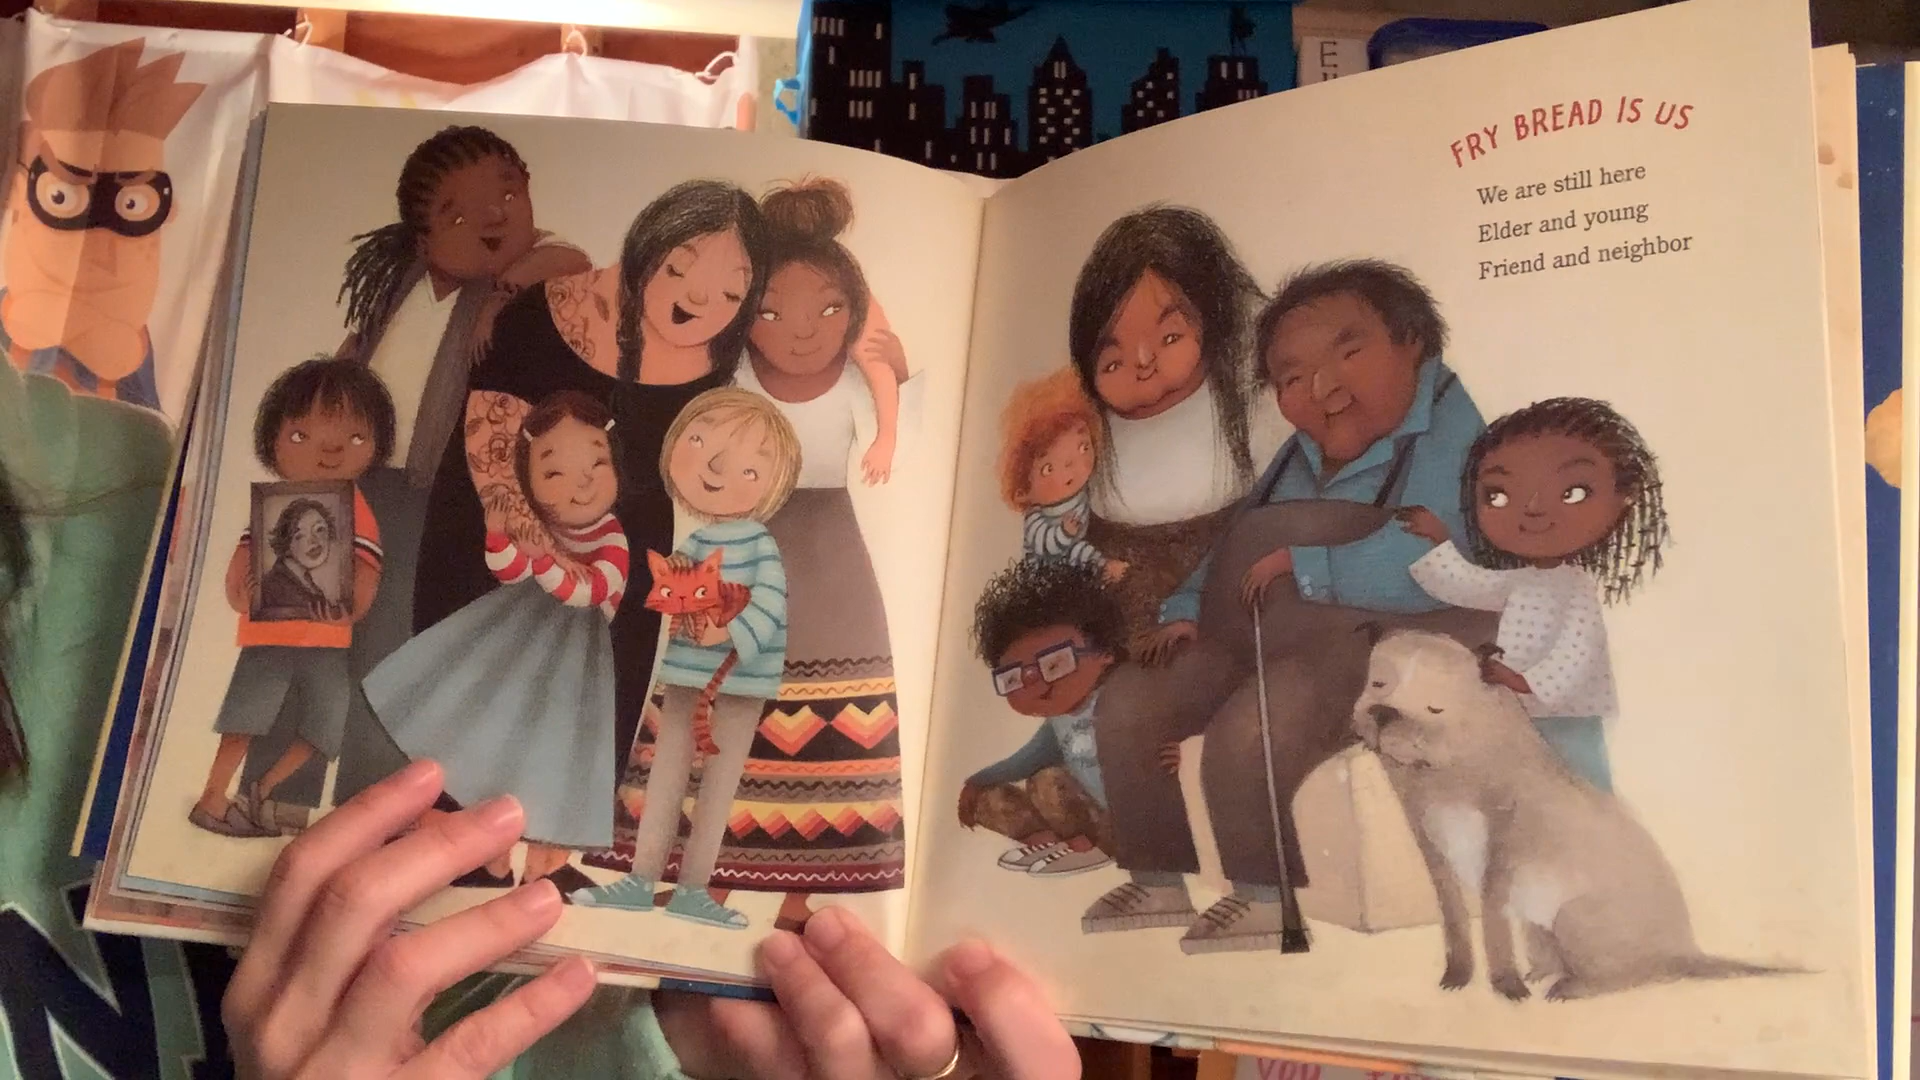 FRY BREAD IS US
We are still here
Elder and young
Friend and neighbor